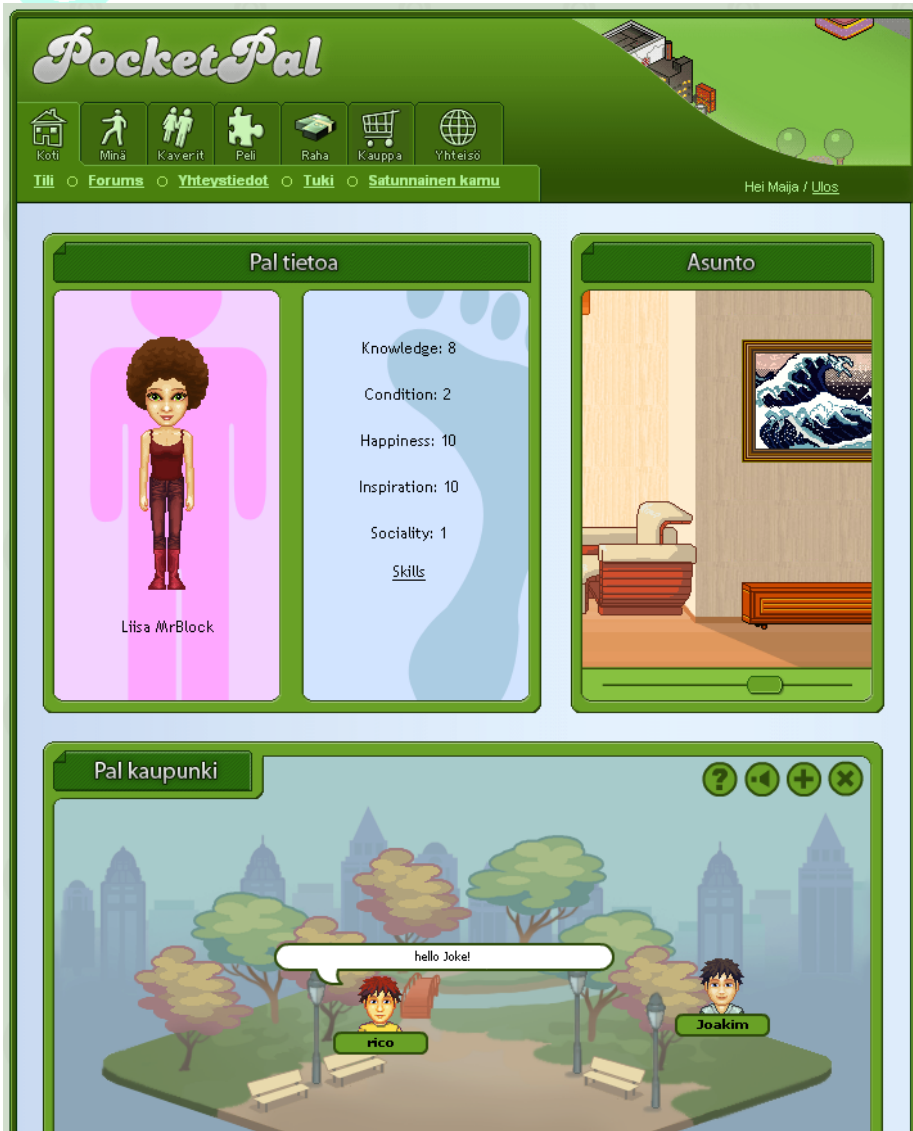 PocketPal
Koti Minä Kaverit Peli Raha Kauppa Yhteisö
Tili Forums Yhteystiedot Tuki Satunnainen kamu
Hei Maija / Ulos
Pal tietoa
Liisa MrBlock
Knowledge: 8
Condition: 2
Happiness: 10
Inspiration: 10
Sociality: 1
Skills
Asunto
Pal kaupunki
?
hello Joke!
rico
Joakim